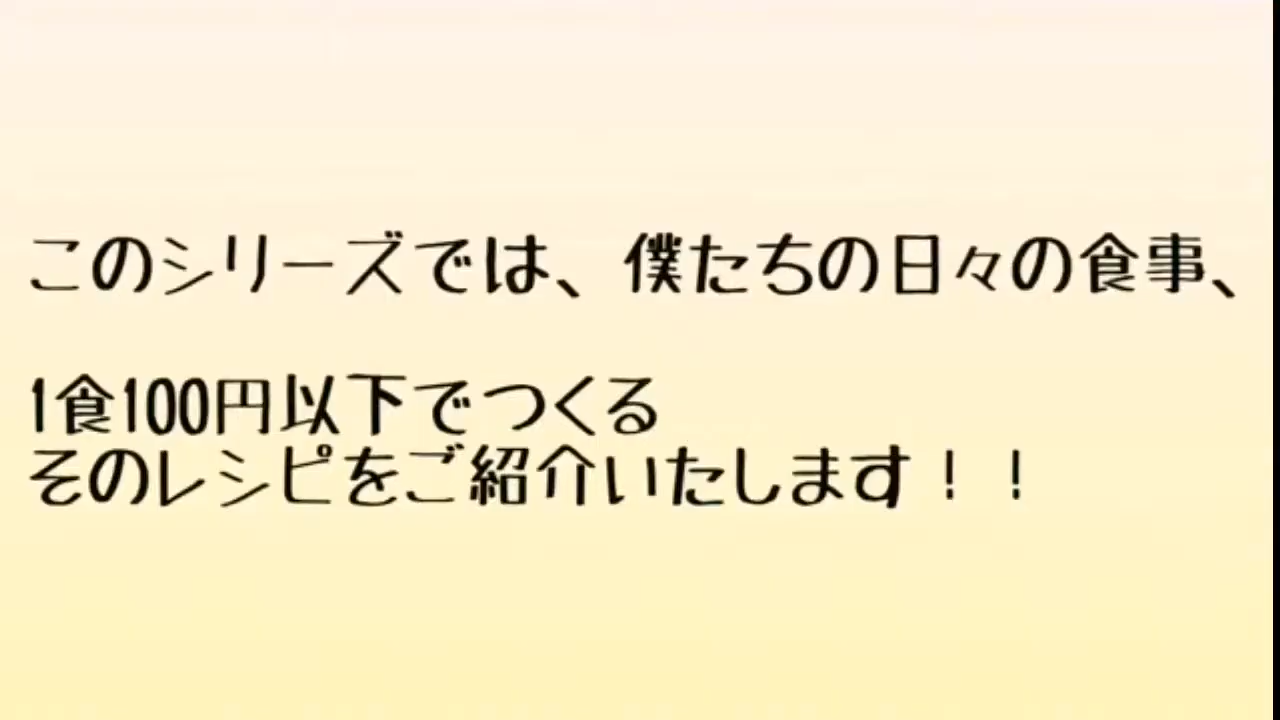 このシリーズでは、僕たちの日々の食事、
1食100円以下でつくる
そのレシピをご紹介いたします！！